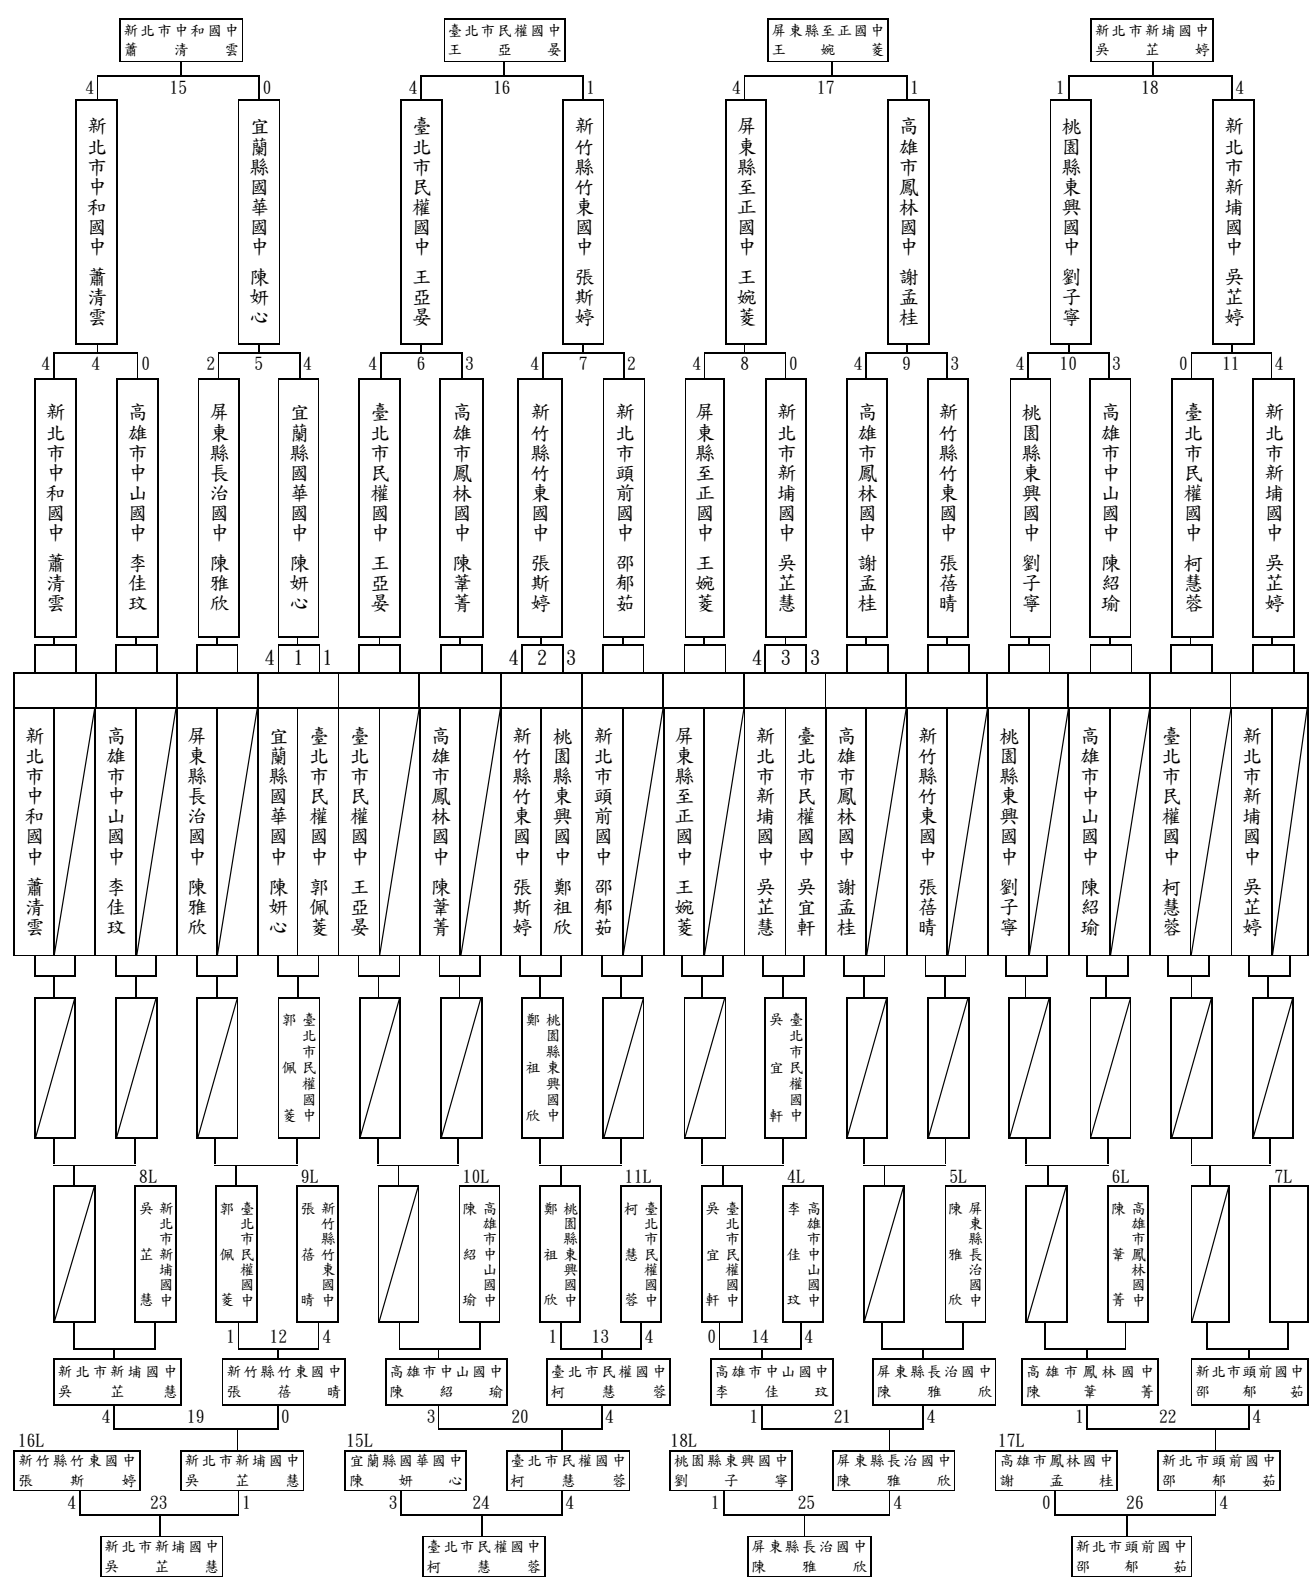 新北市中和國中
蕭清雲
臺北市民權國中
王亞晏
屏東縣至正國中
王婉菱
新北市新埔國中
吳芷婷
4 15 0
4 16 1
4 17 1
1 18 4
新北市中和國中 蕭清雲
宜蘭縣國華國中 陳妍心
臺北市民權國中 王亞晏
新竹縣竹東國中 張斯婷
屏東縣至正國中 王婉菱
高雄市鳳林國中 謝孟桂
桃園縣東興國中 劉子寧
新北市新埔國中 吳芷婷
4 4 0
2 5 4
4 6 3
4 7 2
4 8 0
4 9 3
4 10 3
0 11 4
新北市中和國中 蕭清雲
高雄市中山國中 李佳玟
屏東縣長治國中 陳雅欣
宜蘭縣國華國中 陳妍心
臺北市民權國中 王亞晏
高雄市鳳林國中 陳葦菁
新竹縣竹東國中 張斯婷
新北市頭前國中 邵郁茹
屏東縣至正國中 王婉菱
新北市新埔國中 吳芷慧
高雄市鳳林國中 謝孟桂
新竹縣竹東國中 張蓓晴
桃園縣東興國中 劉子寧
高雄市中山國中 陳紹瑜
臺北市民權國中 柯慧蓉
新北市新埔國中 吳芷婷
4 1 1
4 2 3
4 3 3
新北市中和國中 蕭清雲
高雄市中山國中 李佳玟
屏東縣長治國中 陳雅欣
宜蘭縣國華國中 陳妍心
臺北市民權國中 郭佩菱
臺北市民權國中 王亞晏
高雄市鳳林國中 陳葦菁
新竹縣竹東國中 張斯婷
桃園縣東興國中 鄭祖欣
新北市頭前國中 邵郁茹
屏東縣至正國中 王婉菱
新北市新埔國中 吳芷慧
臺北市民權國中 吳宜軒
高雄市鳳林國中 謝孟桂
新竹縣竹東國中 張蓓晴
桃園縣東興國中 劉子寧
高雄市中山國中 陳紹瑜
臺北市民權國中 柯慧蓉
新北市新埔國中 吳芷婷
臺北市民權國中
郭佩菱
桃園縣東興國中
鄭祖欣
臺北市民權國中
吳宜軒
8L
9L
10L
11L
4L
5L
6L
7L
新北市新埔國中
吳芷慧
臺北市民權國中
郭佩菱
新竹縣竹東國中
張蓓晴
高雄市中山國中
陳紹瑜
桃園縣東興國中
鄭祖欣
臺北市民權國中
柯慧蓉
臺北市民權國中
吳宜軒
高雄市中山國中
李佳玟
屏東縣長治國中
陳雅欣
高雄市鳳林國中
陳葦菁
1 12 4
1 13 4
0 14 4
新北市新埔國中
吳芷慧
新竹縣竹東國中
張蓓晴
高雄市中山國中
陳紹瑜
臺北市民權國中
柯慧蓉
高雄市中山國中
李佳玟
屏東縣長治國中
陳雅欣
高雄市鳳林國中
陳葦菁
新北市頭前國中
邵郁茹
4 19 0
3 20 4
1 21 4
1 22 4
16L
新竹縣竹東國中
張斯婷
新北市新埔國中
吳芷慧
15L
宜蘭縣國華國中
陳妍心
臺北市民權國中
柯慧蓉
18L
桃園縣東興國中
劉子寧
屏東縣長治國中
陳雅欣
17L
高雄市鳳林國中
謝孟桂
新北市頭前國中
邵郁茹
4 23 1
3 24 4
1 25 4
0 26 4
新北市新埔國中
吳芷慧
臺北市民權國中
柯慧蓉
屏東縣長治國中
陳雅欣
新北市頭前國中
邵郁茹